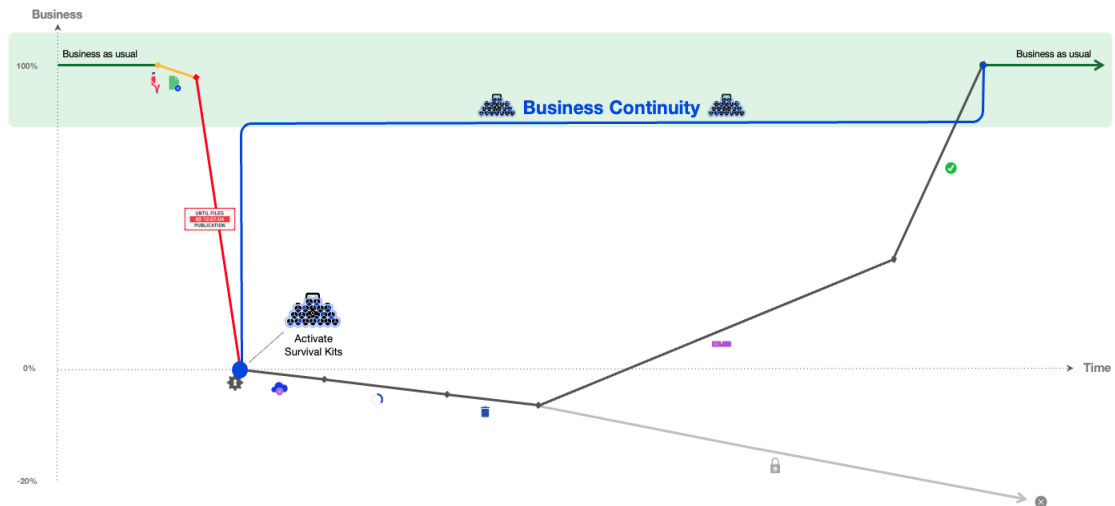 Business
Business as usual
Business as usual
100%
Business Continuity
UNTIL FILES
PUBLICATION
Activate
Survival Kits
0%
Time
-20%